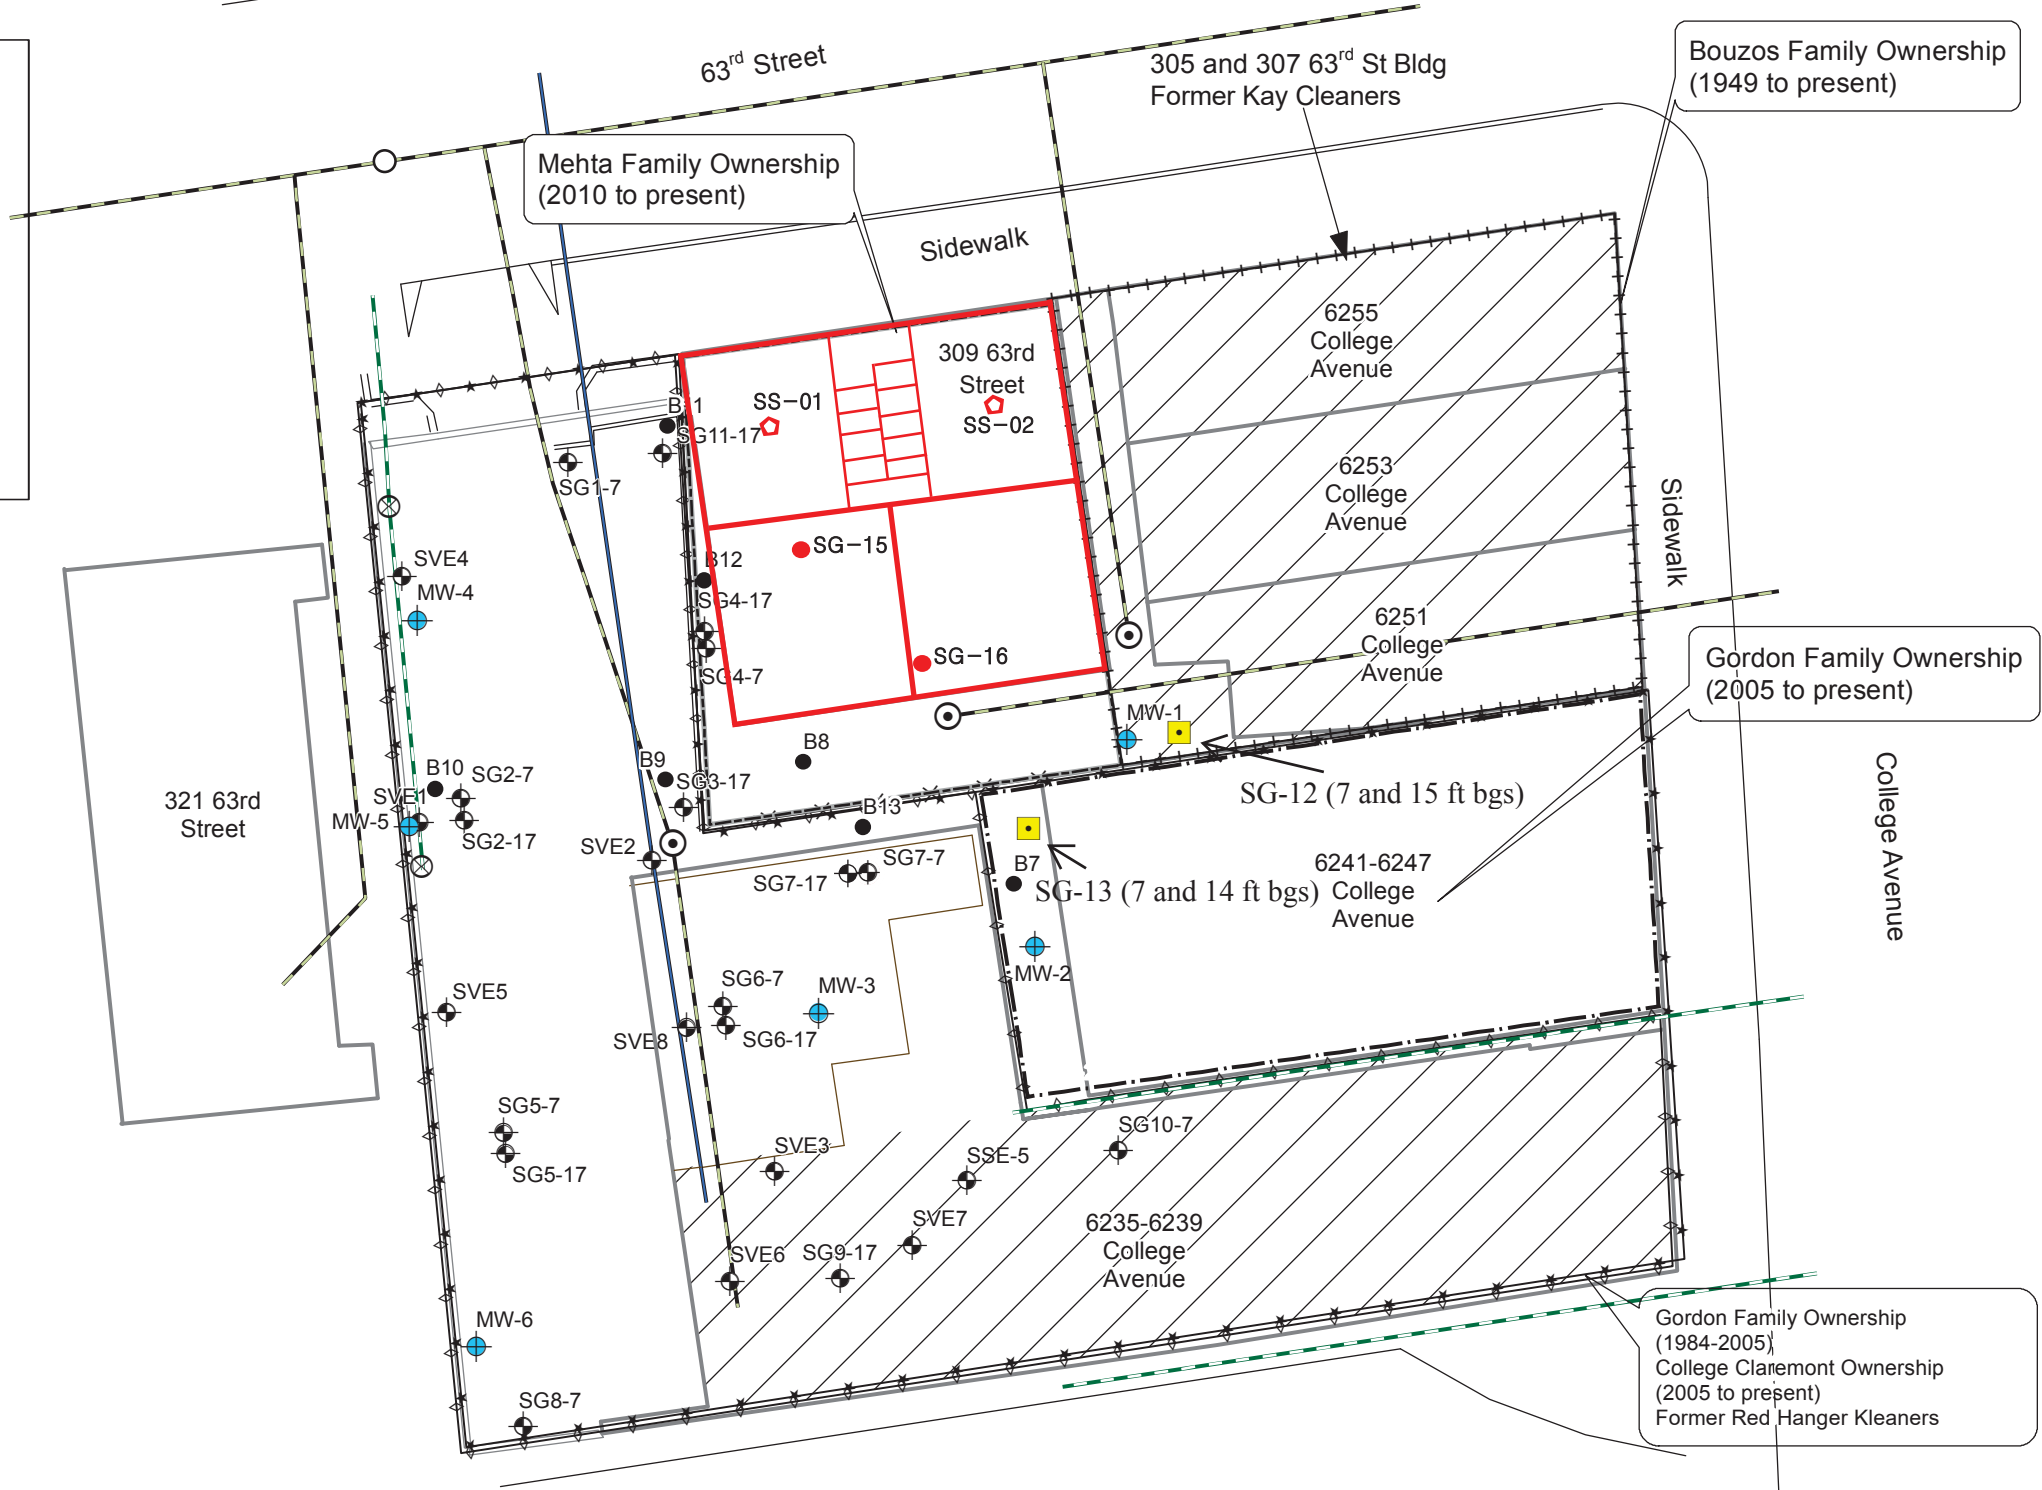 63rd Street
305 and 307 63rd St Bldg
Former Kay Cleaners
Bouzos Family Ownership
(1949 to present)
Mehta Family Ownership
(2010 to present)
Sidewalk
6255
College
Avenue
309 63rd
Street
SS-01
SS-02
B11
SG11-17
SG1-7
6253
College
Avenue
Sidewalk
SG-15
SVE4
MW-4
B12
SG4-17
SG4-7
SG-16
6251
College
Avenue
Gordon Family Ownership
(2005 to present)
MW-1
B8
B9
SG3-17
B10
SG2-7
SVE1
MW-5
SG2-17
321 63rd
Street
SG-12 (7 and 15 ft bgs)
B13
SVE2
SG7-7
SG7-17
B7
SG-13 (7 and 14 ft bgs)
6241-6247
College
Avenue
College Avenue
MW-2
SVE5
SG6-7
MW-3
SVE8
SG6-17
SG5-7
SG5-17
SVE3
SSE-5
SG10-7
SVE7
6235-6239
College
Avenue
SVE6
SG9-17
MW-6
SG8-7
Gordon Family Ownership
(1984-2005)
College Claremont Ownership
(2005 to present)
Former Red Hanger Kleaners